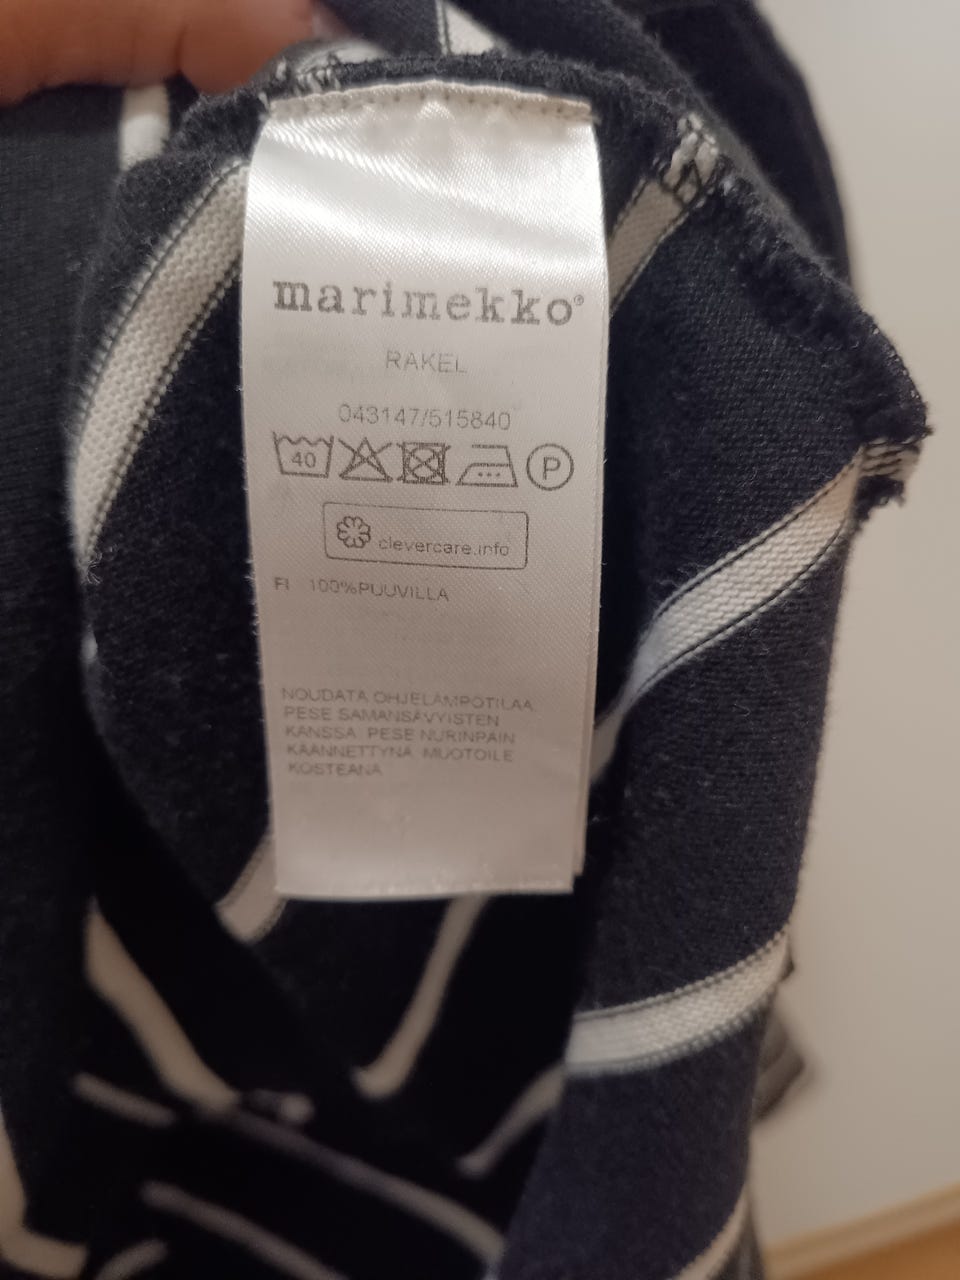 marimekko®
RAKEL
043147/515840
40 P
clevercare.info
FI 100%PUUVILLA
NOUDATA OHJELÄMPÖTILAA
PESE SAMANSÄVYISTEN
KANSSA PESE NURINPÄIN
KÄÄNNETTYNÄ MUOTOILE
KOSTEANA